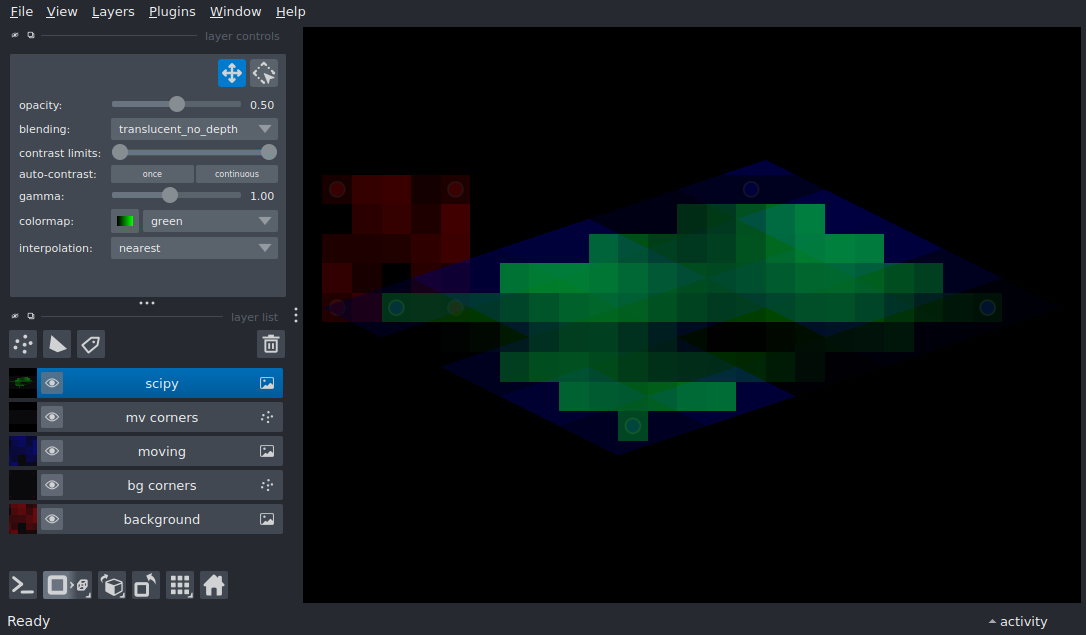 File View Layers Plugins Window Help
layer controls
opacity: 0.50
blending: translucent_no_depth
contrast limits:
auto-contrast: once continuous
gamma: 1.00
colormap: green
interpolation: nearest
layer list
scipy
mv corners
moving
bg corners
background
Ready activity